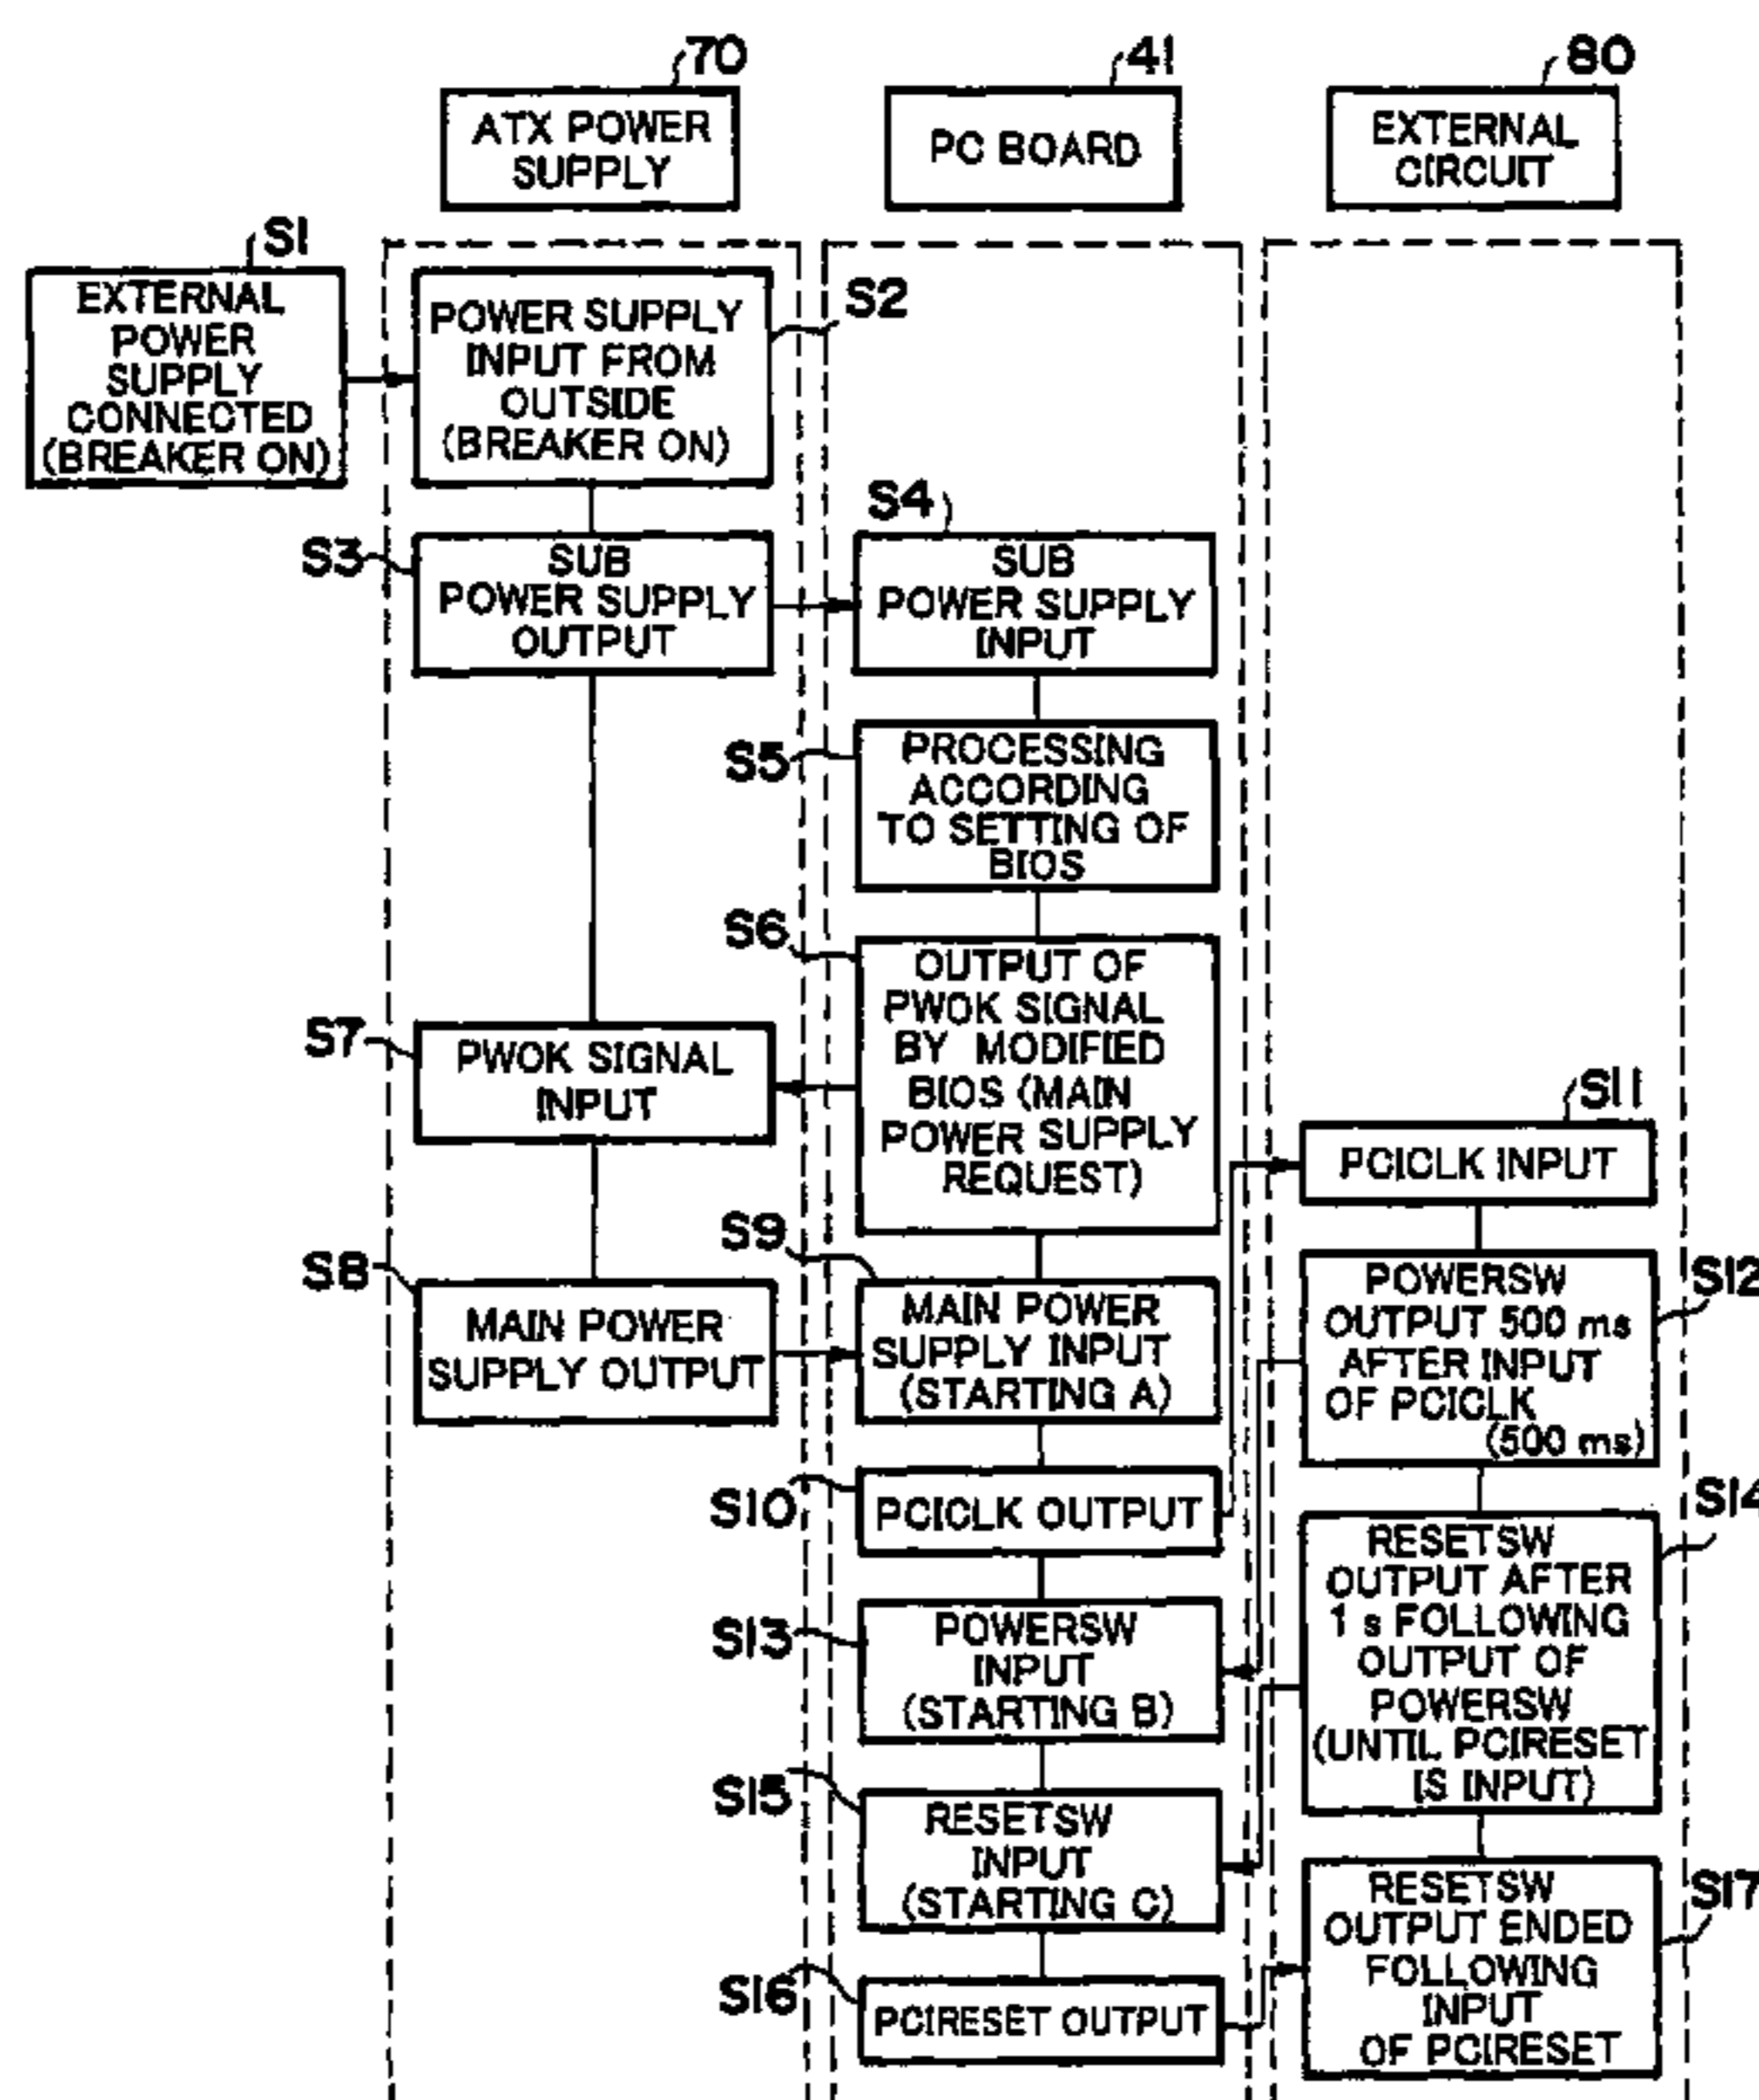 70
41
80
ATX POWER
SUPPLY
PC BOARD
EXTERNAL
CIRCUIT
S1
EXTERNAL
POWER
SUPPLY
CONNECTED
(BREAKER ON)
S2
POWER SUPPLY
INPUT FROM
OUTSIDE
(BREAKER ON)
S3
SUB
POWER SUPPLY
OUTPUT
S4
SUB
POWER SUPPLY
INPUT
S5
PROCESSING
ACCORDING
TO SETTING OF
BIOS
S6
OUTPUT OF
PWOK SIGNAL
BY MODIFIED
BIOS (MAIN
POWER SUPPLY
REQUEST)
S7
PWOK SIGNAL
INPUT
S8
MAIN POWER
SUPPLY OUTPUT
S9
MAIN POWER
SUPPLY INPUT
(STARTING A)
S10
PCICLK OUTPUT
S11
PCICLK INPUT
S12
POWERSW
OUTPUT 500 ms
AFTER INPUT
OF PCICLK
(500 ms)
S13
POWERSW
INPUT
(STARTING B)
S14
RESETSW
OUTPUT AFTER
1 s FOLLOWING
OUTPUT OF
POWERSW
(UNTIL PCIRESET
IS INPUT)
S15
RESETSW
INPUT
(STARTING C)
S16
PCIRESET OUTPUT
S17
RESETSW
OUTPUT ENDED
FOLLOWING
INPUT
OF PCIRESET